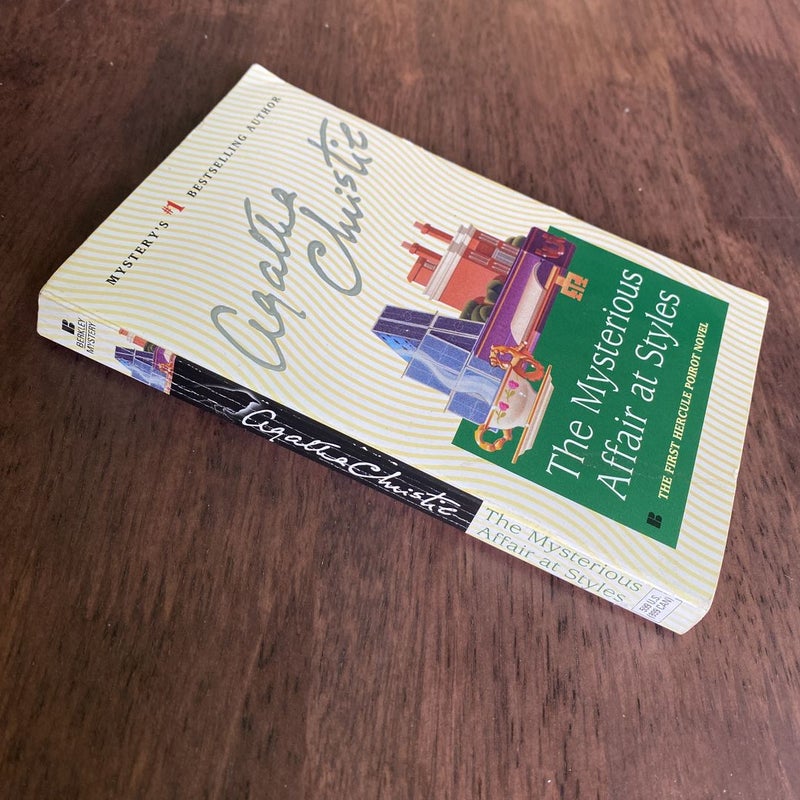 MYSTERY'S #1 BESTSELLING AUTHOR
Agatha
Christie
The Mysterious
Affair at Styles
THE FIRST HERCULE POIROT NOVEL
B
B
BERKLEY
MYSTERY
Agatha Christie
The Mysterious
Affair at Styles